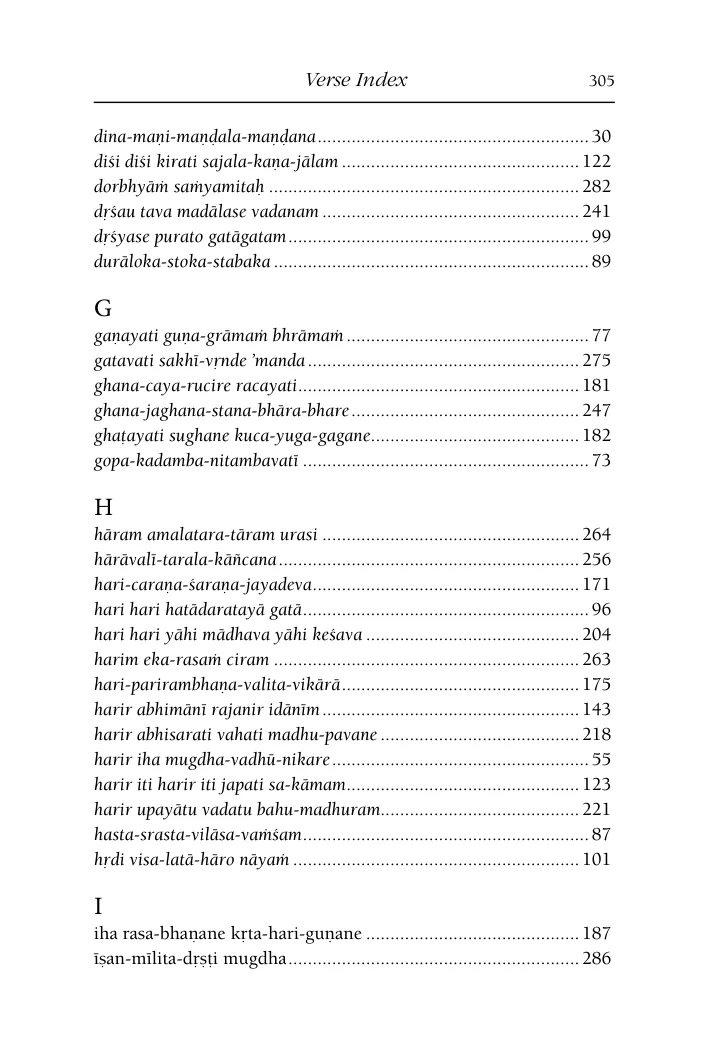 Verse Index 305
dina-maṇi-maṇḍala-maṇḍana........................................................ 30
diśi diśi kirati sajala-kaṇa-jālam ................................................. 122
dorbhyāṁ saṁyamitaḥ ................................................................ 282
dṛśau tava madālase vadanam ..................................................... 241
dṛśyase purato gatāgatam.............................................................. 99
durāloka-stoka-stabaka ................................................................. 89
G
gaṇayati guṇa-grāmaṁ bhrāmaṁ .................................................. 77
gatavati sakhī-vṛnde ’manda ........................................................ 275
ghana-caya-rucire racayati.......................................................... 181
ghana-jaghana-stana-bhāra-bhare ............................................... 247
ghaṭayati sughane kuca-yuga-gagane........................................... 182
gopa-kadamba-nitambavatī ........................................................... 73
H
hāram amalatara-tāram urasi ..................................................... 264
hārāvalī-tarala-kāñcana.............................................................. 256
hari-caraṇa-śaraṇa-jayadeva....................................................... 171
hari hari hatādaratayā gatā........................................................... 96
hari hari yāhi mādhava yāhi keśava ............................................ 204
harim eka-rasaṁ ciram ............................................................... 263
hari-parirambhaṇa-valita-vikārā................................................. 175
harir abhimānī rajanir idānīm..................................................... 143
harir abhisarati vahati madhu-pavane ......................................... 218
harir iha mugdha-vadhū-nikare ..................................................... 55
harir iti harir iti japati sa-kāmam................................................ 123
harir upayātu vadatu bahu-madhuram......................................... 221
hasta-srasta-vilāsa-vaṁśam........................................................... 87
hṛdi visa-latā-hāro nāyaṁ ........................................................... 101
I
iha rasa-bhaṇane kṛta-hari-guṇane ............................................ 187
īṣan-mīlita-dṛṣṭi mugdha............................................................ 286